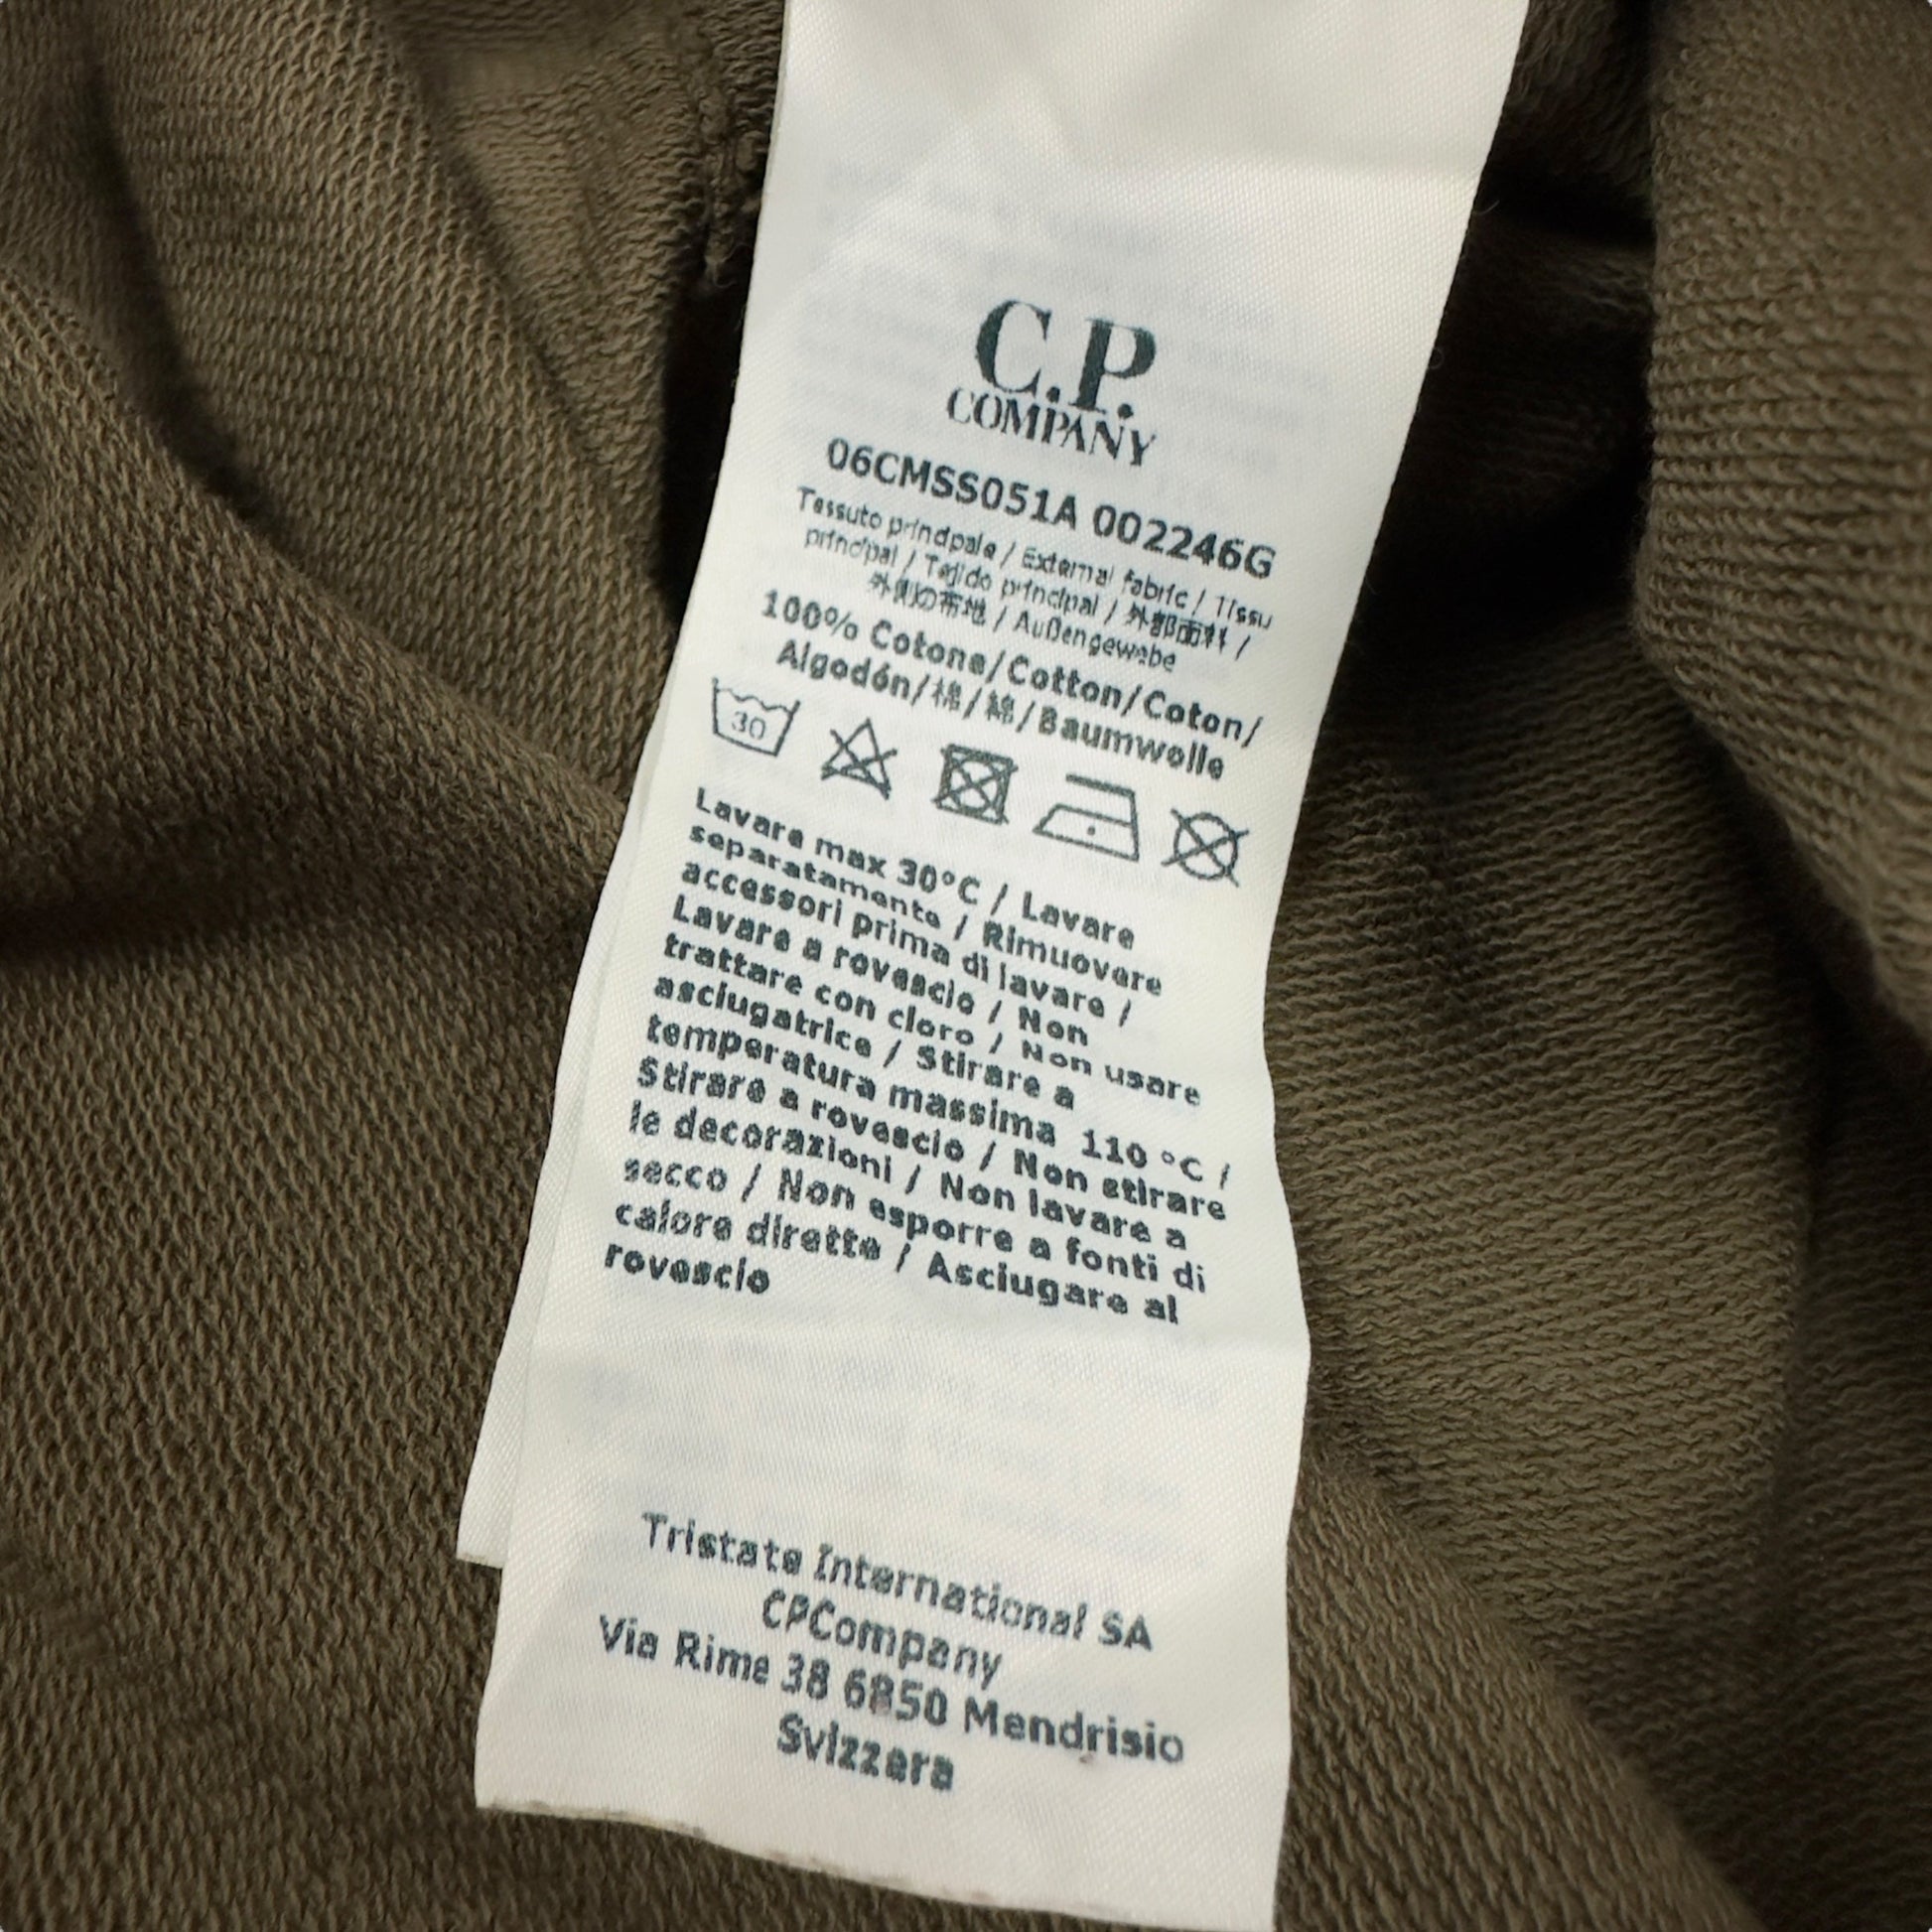 C.P.
COMPANY
06CMSS051A 002246G
Tessuto principale / External fabric / Tissu
principal / Tejido principal / 外部面料 /
外側の布地 / Außengewebe
100% Cotone/Cotton/Coton/
Algodón/棉/綿/Baumwolle
30
Lavare max 30°C / Lavare
separatamente / Rimuovere
accessori prima di lavare /
Lavare a rovescio / Non
trattare con cloro / Non usare
asciugatrice / Stirare a
temperatura massima 110 °C /
Stirare a rovescio / Non stirare
le decorazioni / Non lavare a
secco / Non esporre a fonti di
calore dirette / Asciugare al
rovescio
Tristate International SA
CPCompany
Via Rime 38 6850 Mendrisio
Svizzera